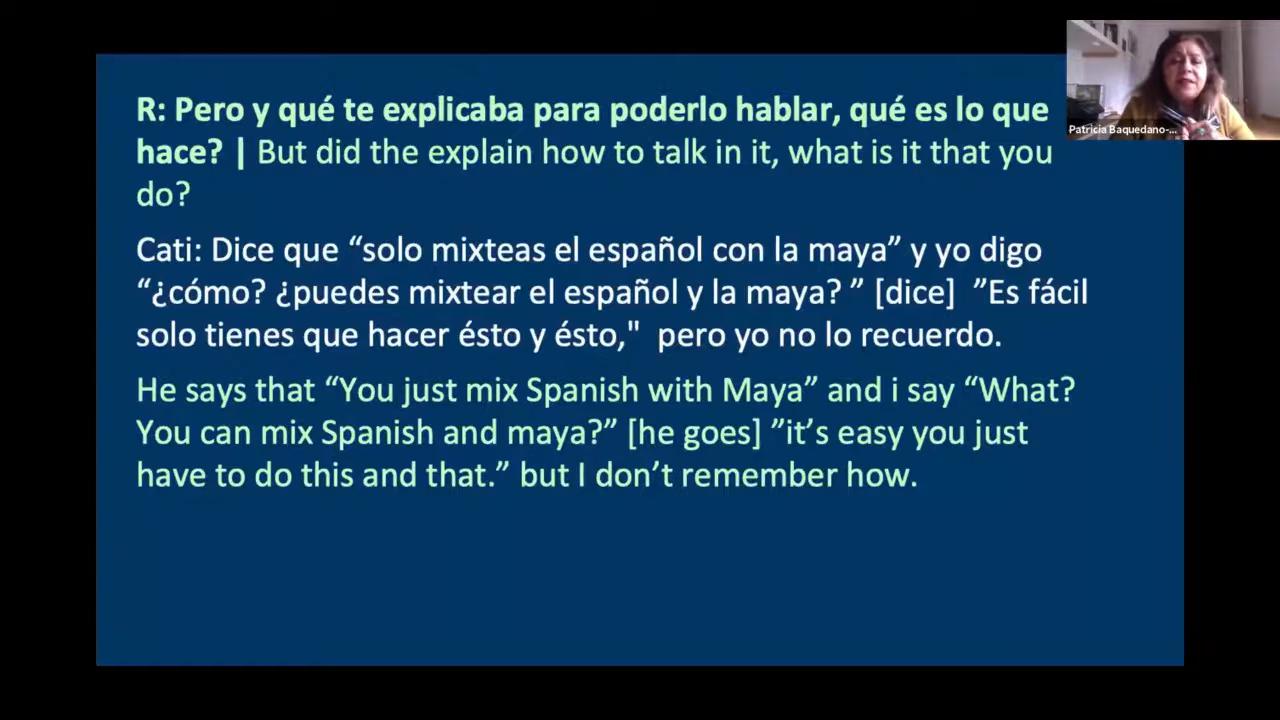 R: Pero y qué te explicaba para poderlo hablar, qué es lo que
hace? | But did the explain how to talk in it, what is it that you
do?
Cati: Dice que “solo mixteas el español con la maya” y yo digo
“¿cómo? ¿puedes mixtear el español y la maya? ” [dice]  ”Es fácil
solo tienes que hacer ésto y ésto,"  pero yo no lo recuerdo.
He says that “You just mix Spanish with Maya” and i say “What?
You can mix Spanish and maya?” [he goes] ”it’s easy you just
have to do this and that.” but I don’t remember how.
Patricia Baquedano-...